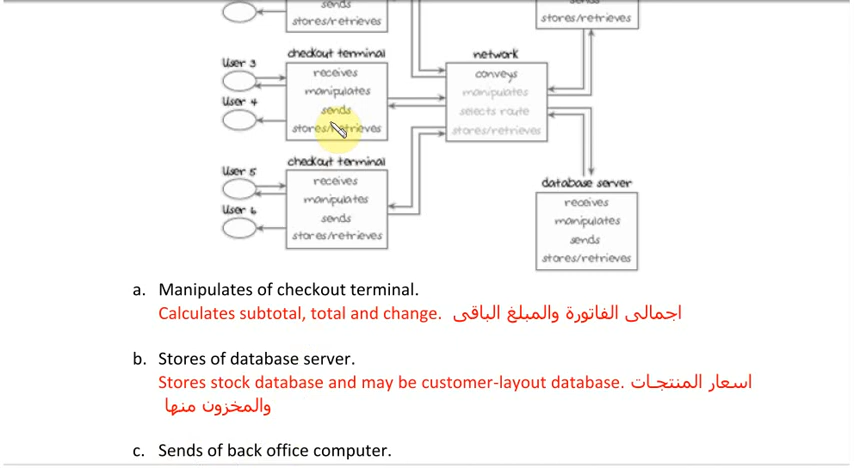 sends
stores/retrieves
stores/retrieves
User 3
User 4
checkout terminal
receives
manipulates
sends
stores/retrieves
network
conveys
manipulates
selects route
stores/retrieves
User 5
User 6
checkout terminal
receives
manipulates
sends
stores/retrieves
database server
receives
manipulates
sends
stores/retrieves
a. Manipulates of checkout terminal.
Calculates subtotal, total and change. اجمالى الفاتورة والمبلغ الباقى
b. Stores of database server.
Stores stock database and may be customer-layout database. اسعار المنتجات
والمخزون منها
c. Sends of back office computer.